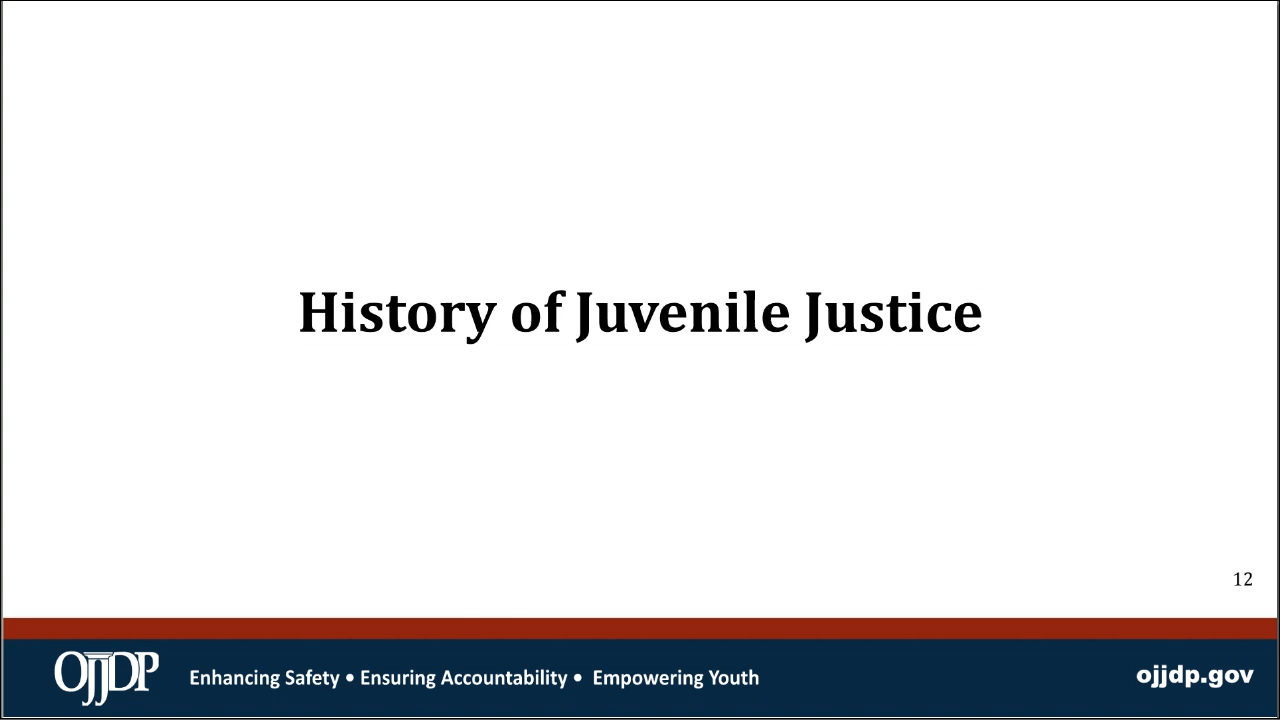 History of Juvenile Justice
12
OJJDP Enhancing Safety • Ensuring Accountability • Empowering Youth ojjdp.gov